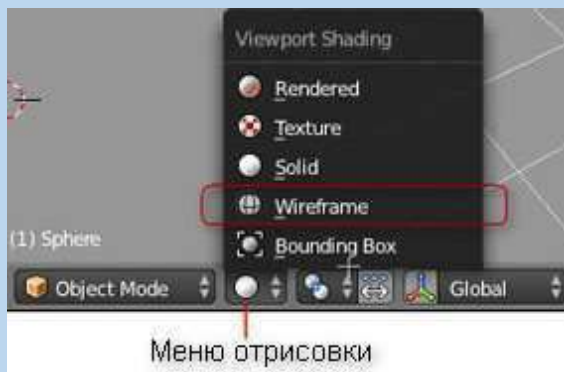 Viewport Shading
Rendered
Texture
Solid
Wireframe
Bounding Box
(1) Sphere
Object Mode
Global
Меню отрисовки